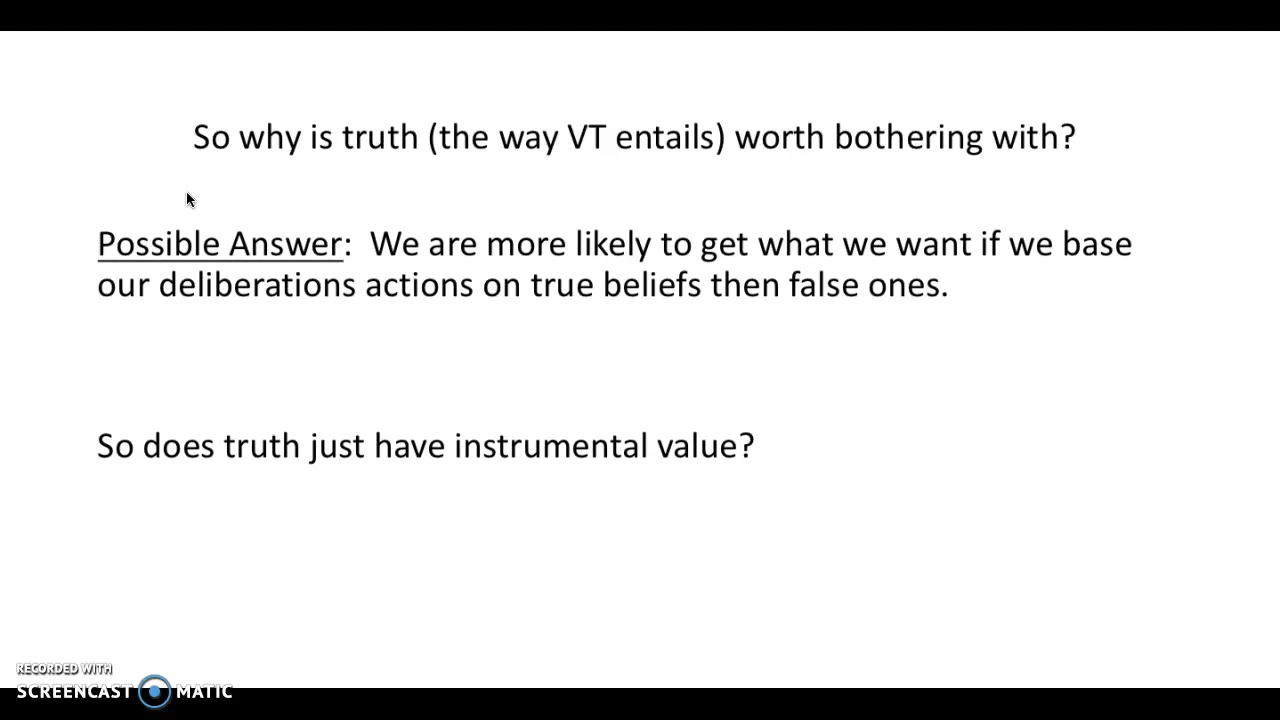 So why is truth (the way VT entails) worth bothering with?
Possible Answer: We are more likely to get what we want if we base
our deliberations actions on true beliefs then false ones.
So does truth just have instrumental value?
RECORDED WITH
SCREENCAST MATIC